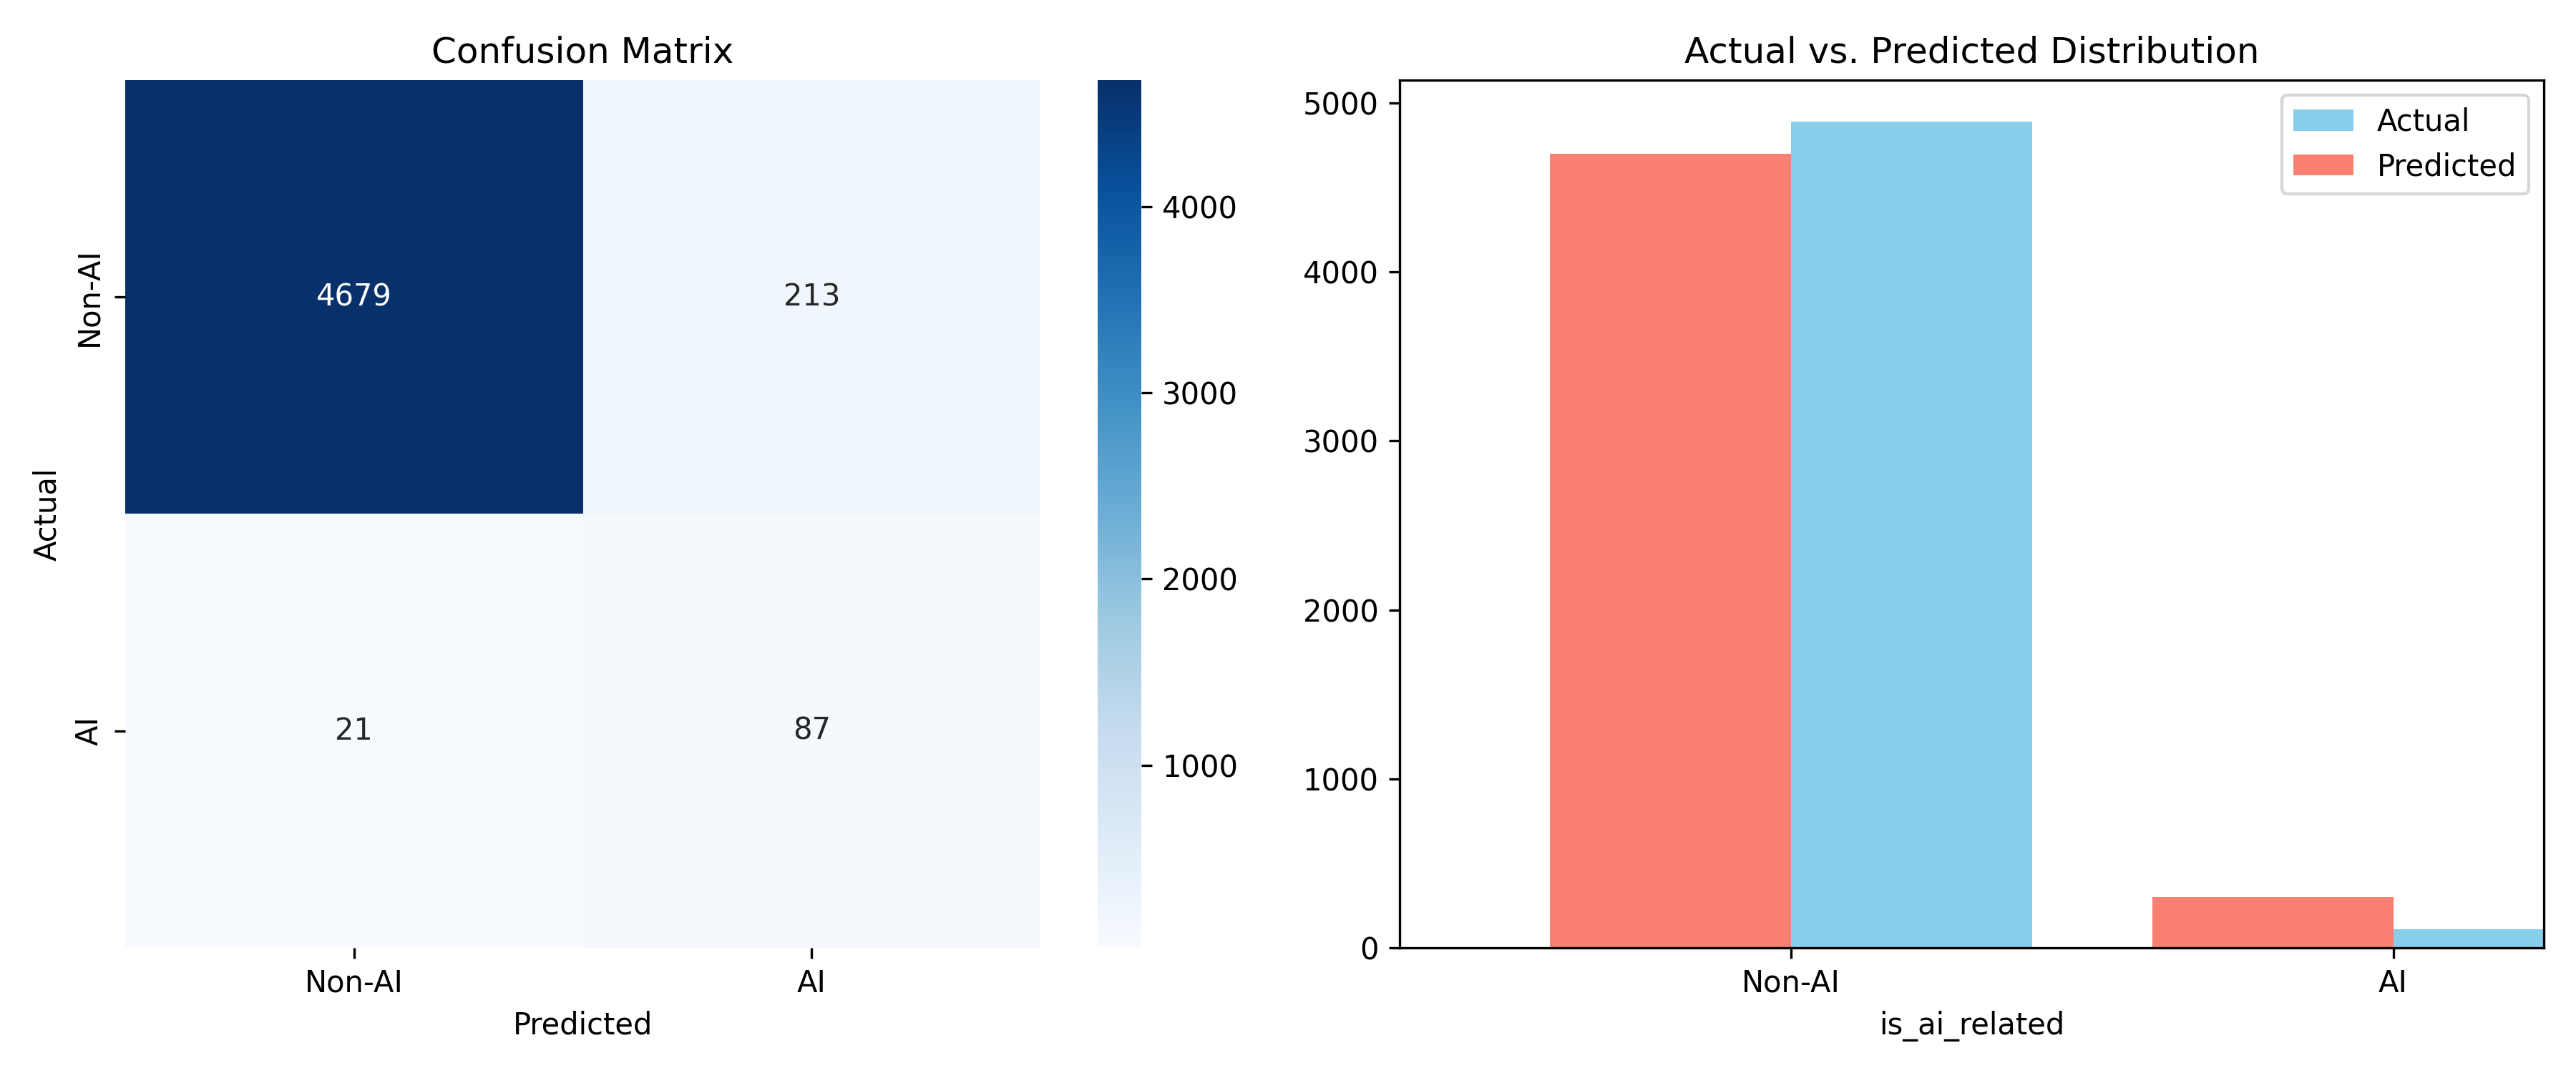 Confusion Matrix
Non-AI
AI
Actual
4679
213
21
87
Non-AI
AI
Predicted
4000
3000
2000
1000
Actual vs. Predicted Distribution
5000
4000
3000
2000
1000
0
Actual
Predicted
Non-AI
AI
is_ai_related